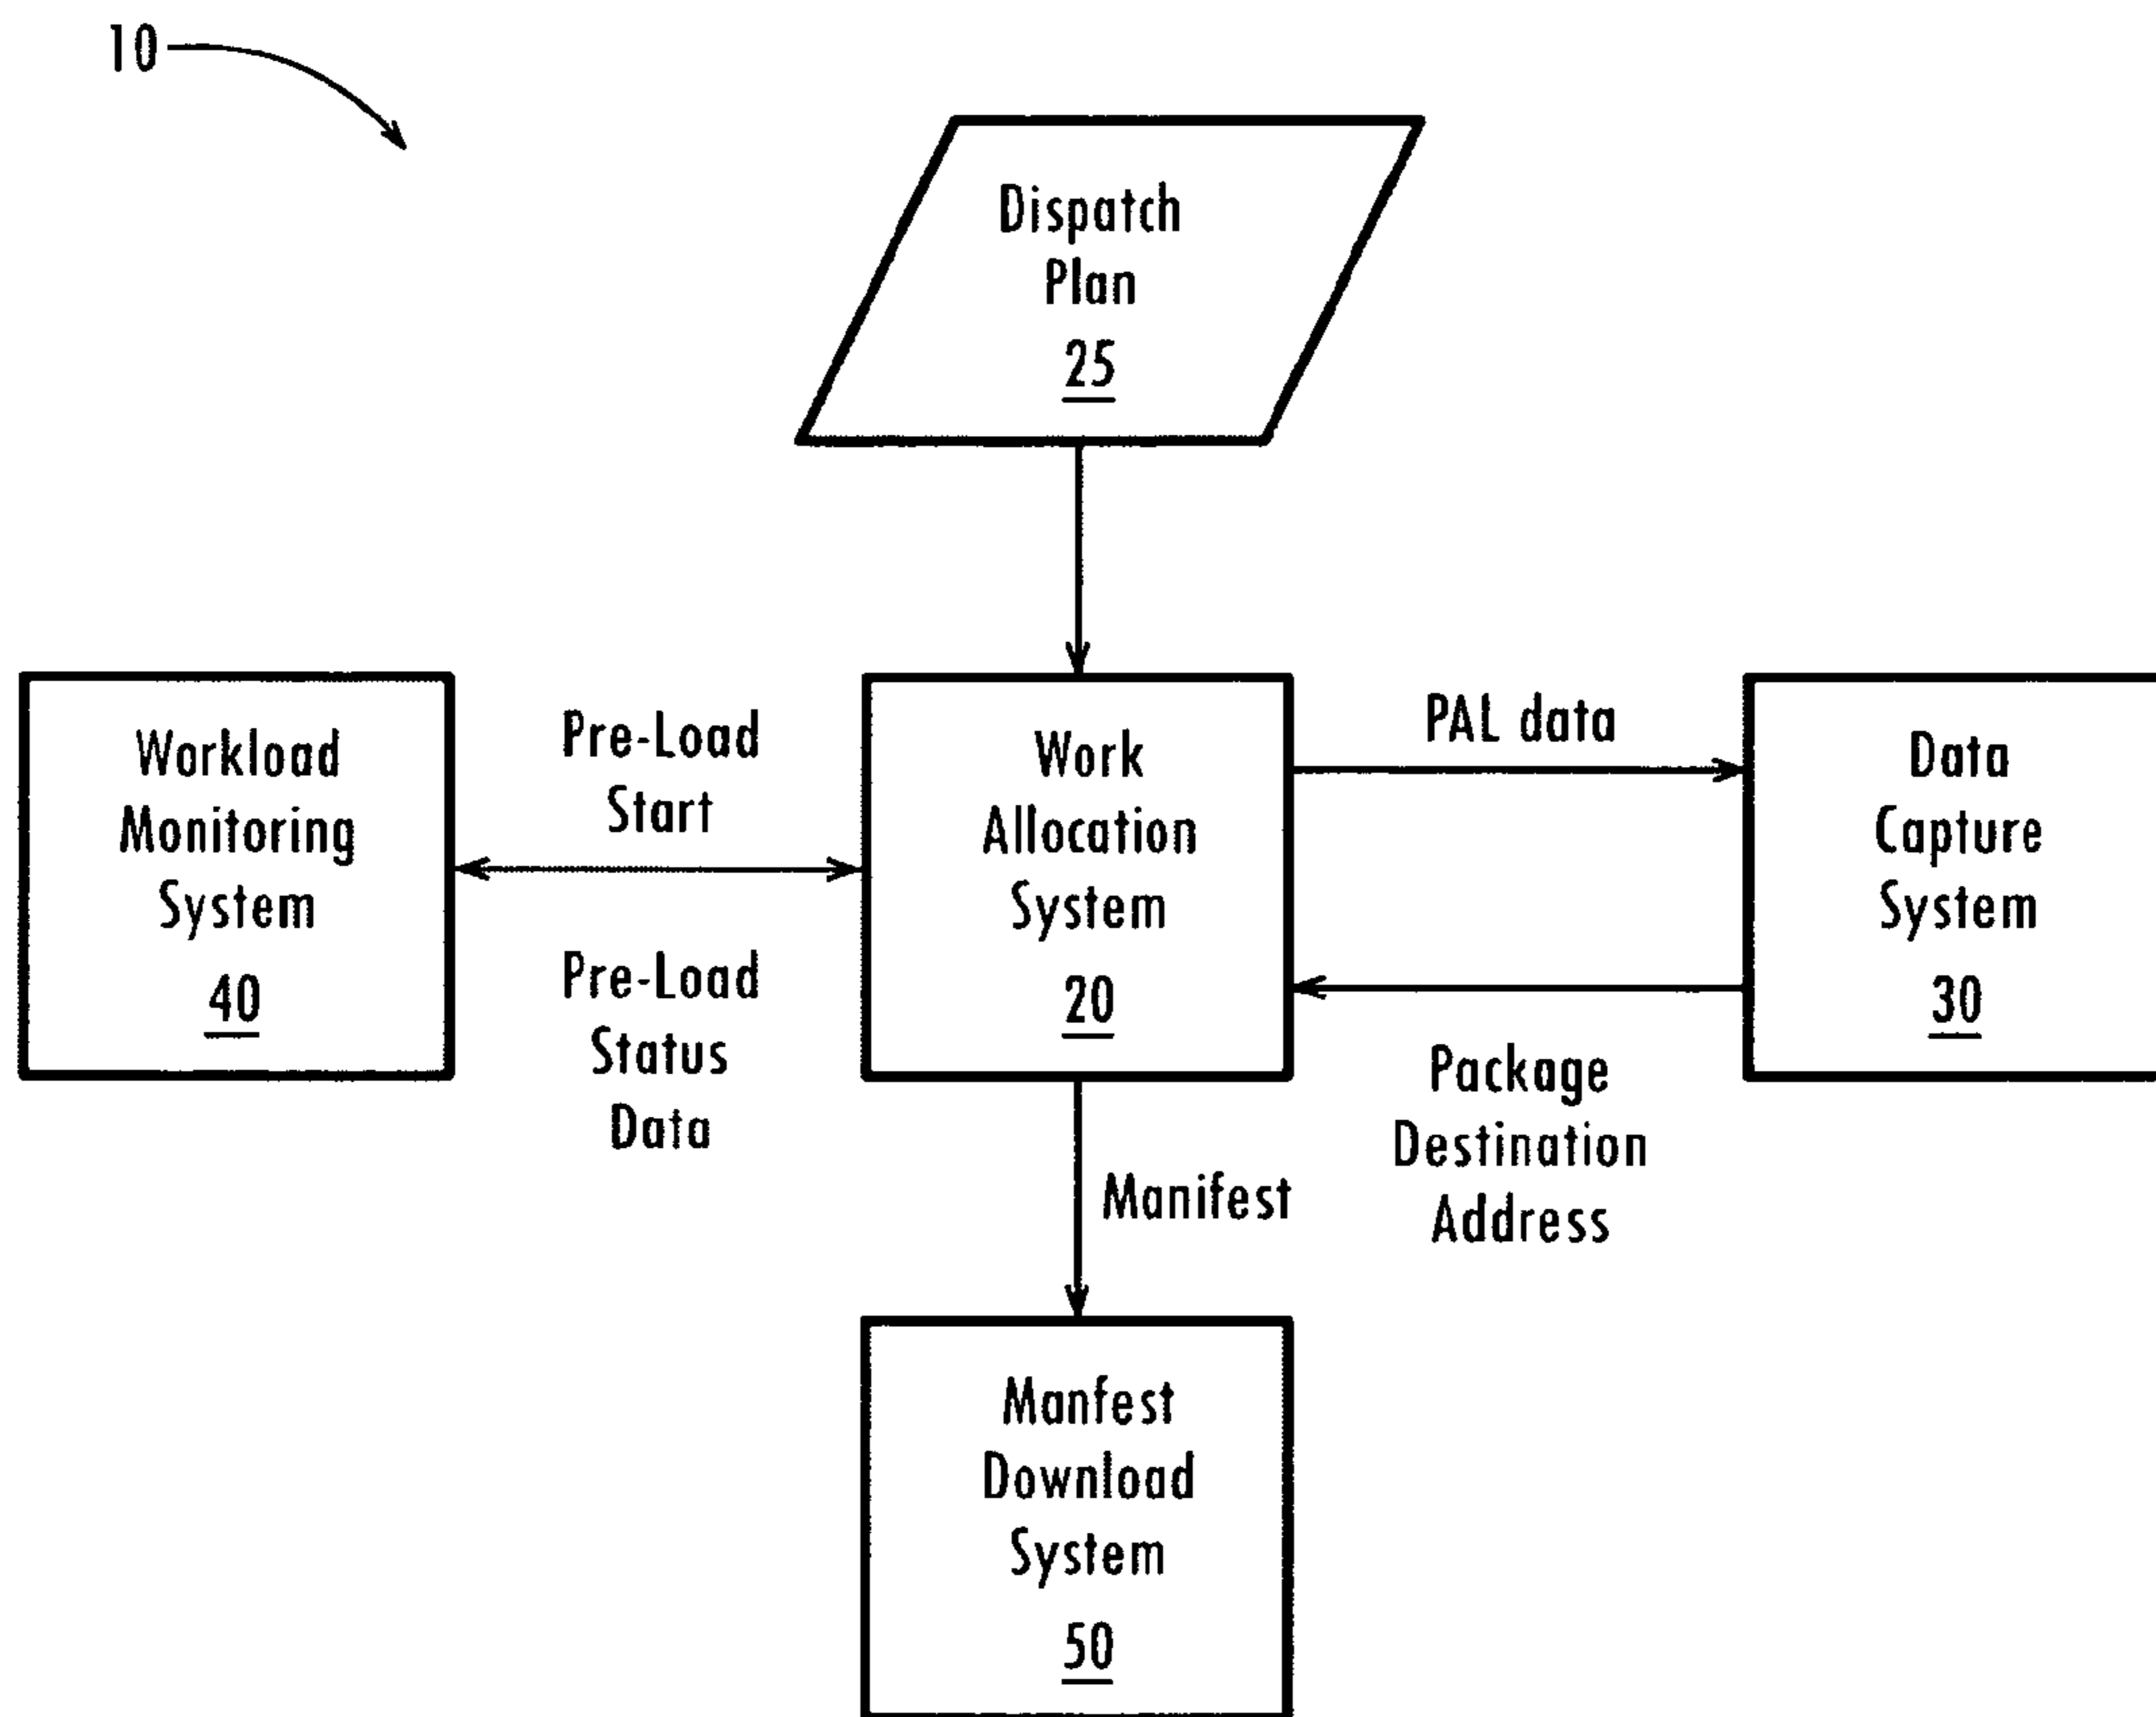 10
Dispatch
Plan
25
Workload
Monitoring
System
40
Pre-Load
Start
Pre-Load
Status
Data
Work
Allocation
System
20
PAL data
Package
Destination
Address
Data
Capture
System
30
Manifest
Manfest
Download
System
50